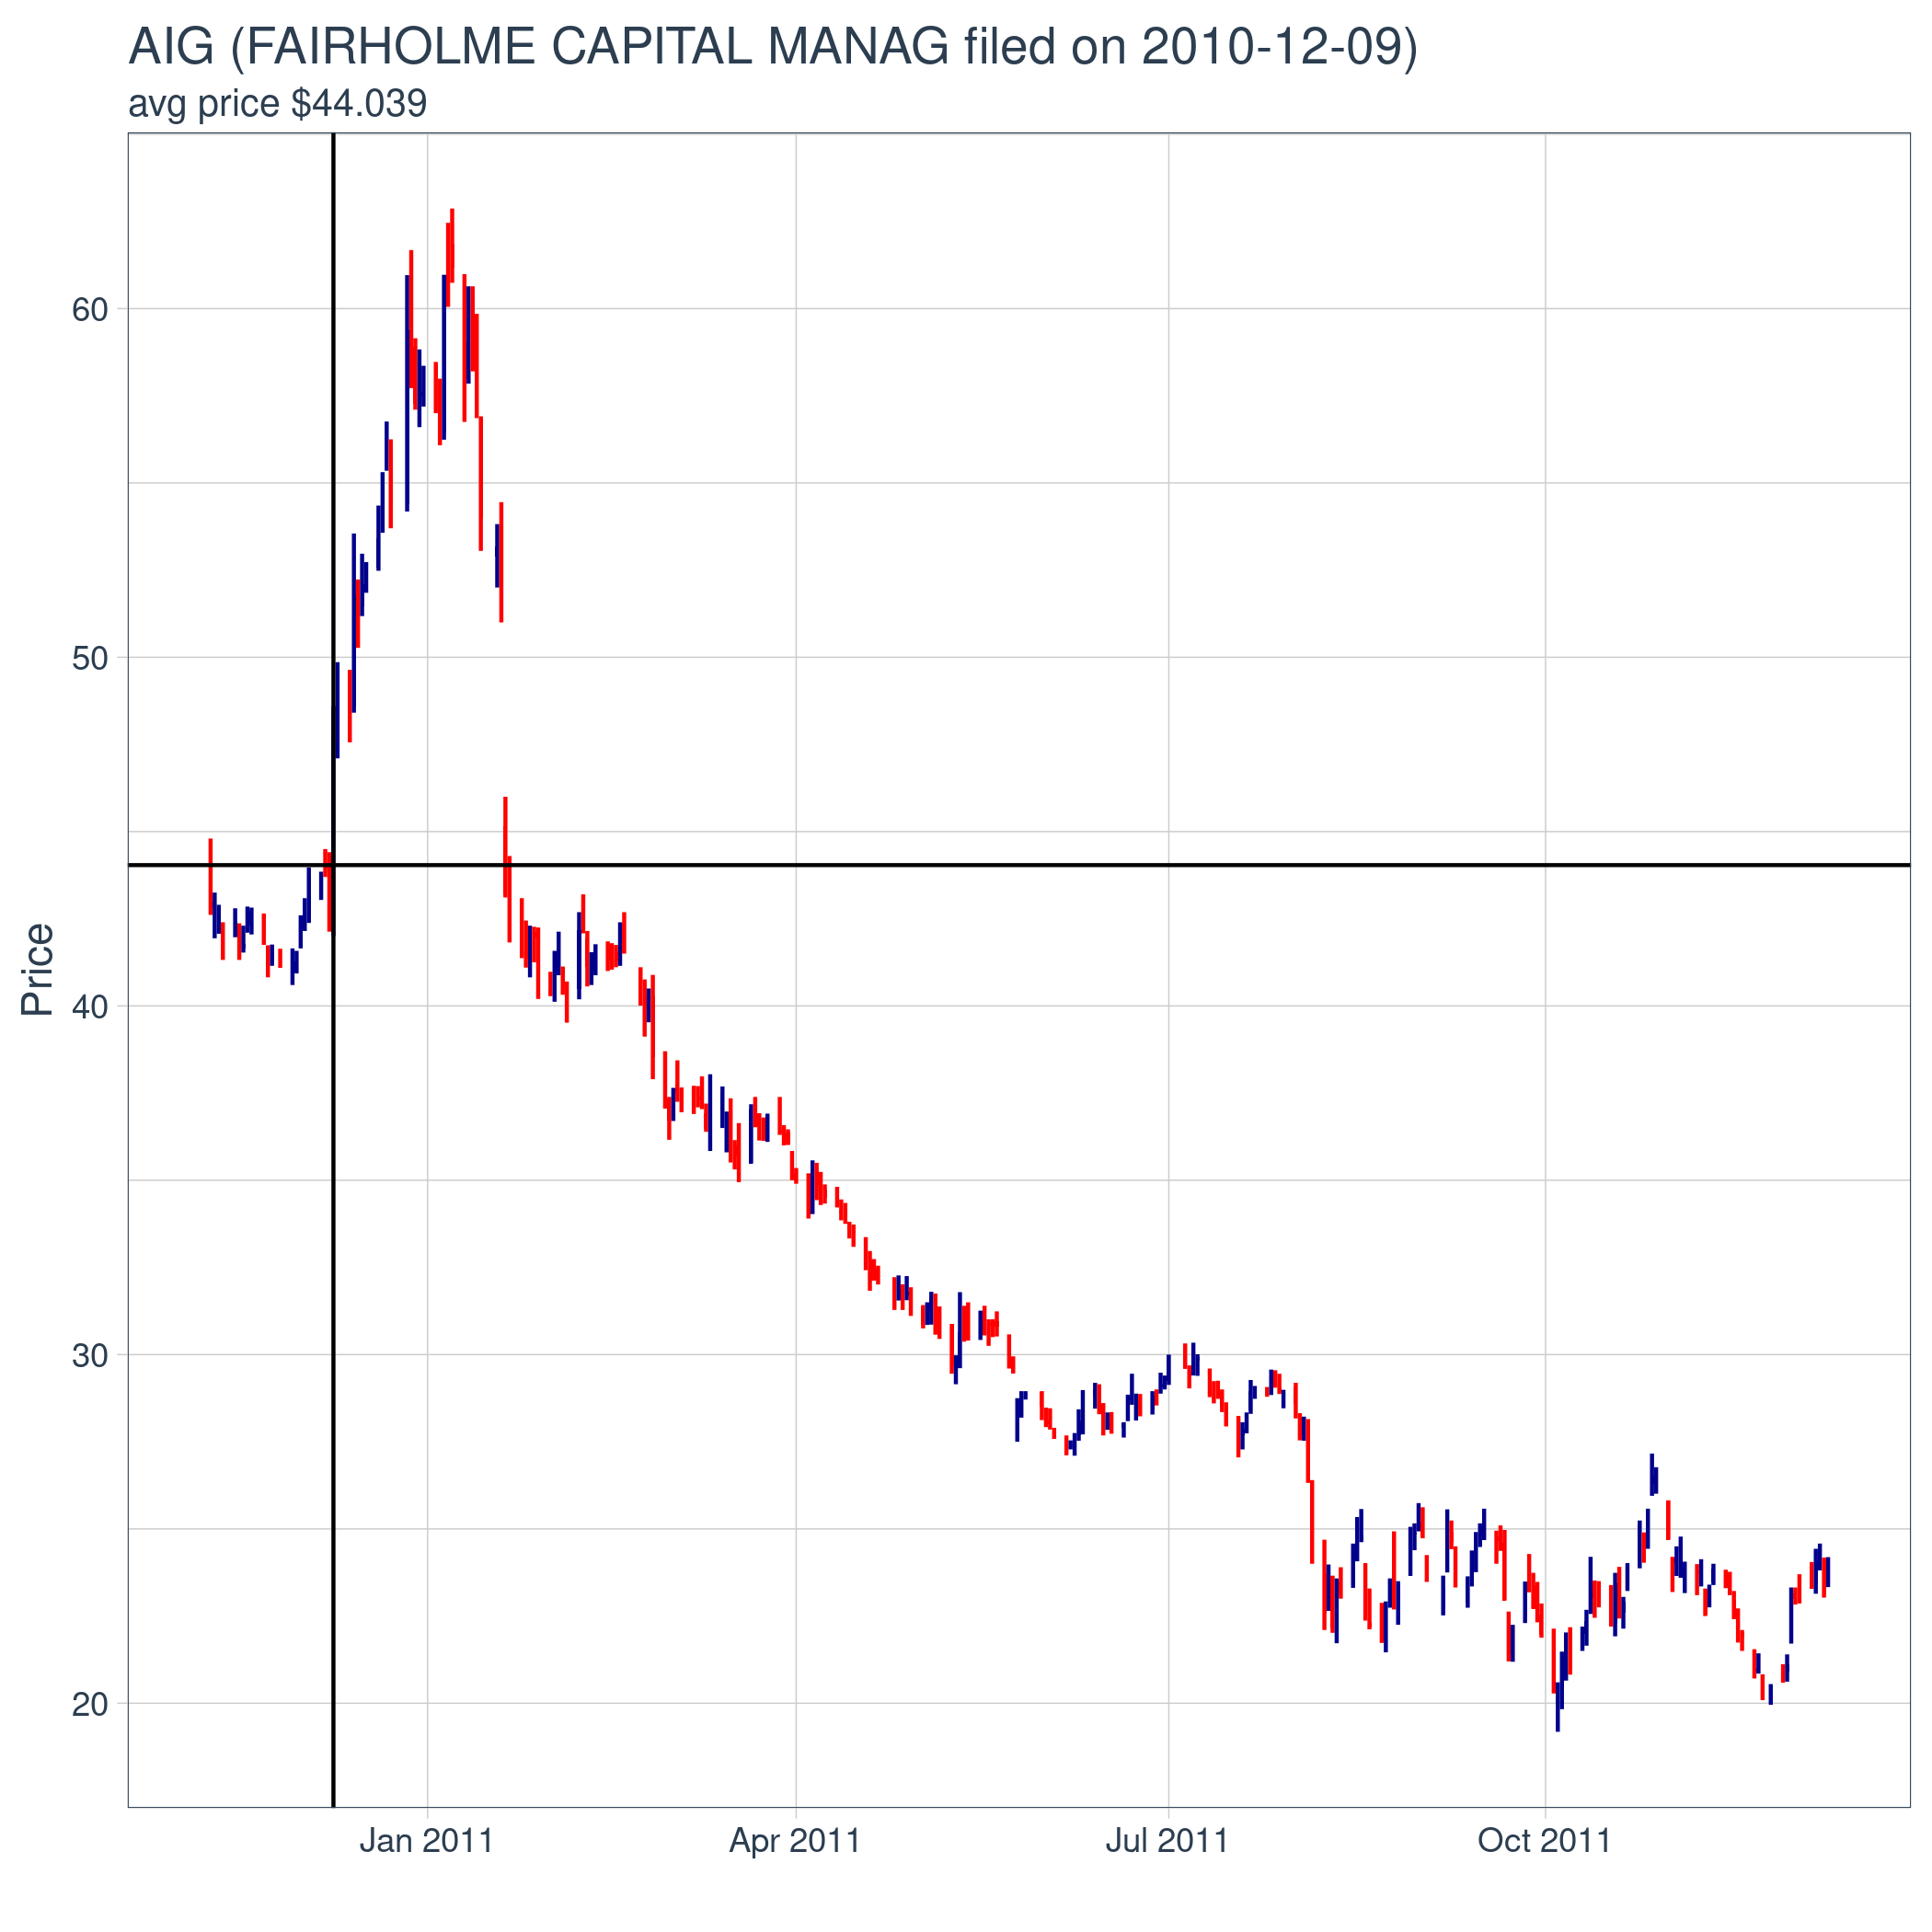 AIG (FAIRHOLME CAPITAL MANAG filed on 2010-12-09)
avg price $44.039
Price
60
50
40
30
20
Jan 2011
Apr 2011
Jul 2011
Oct 2011